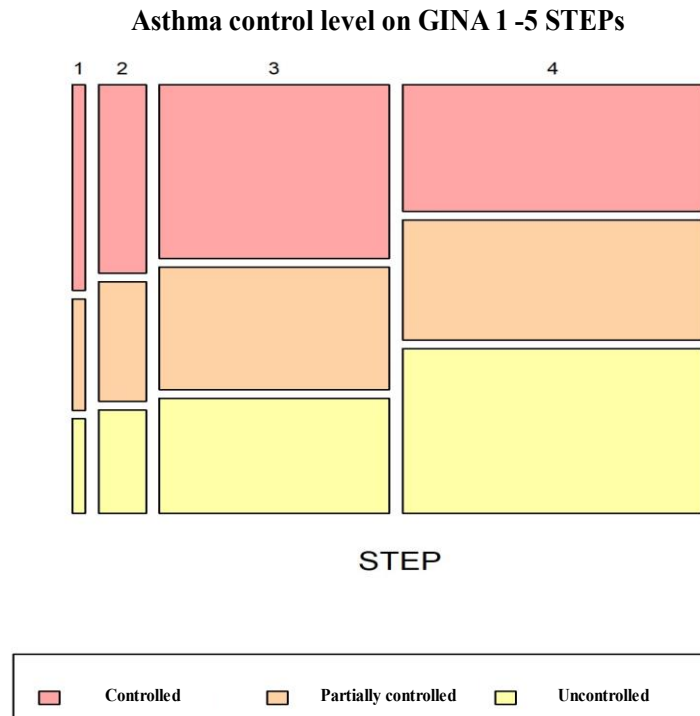 Asthma control level on GINA 1 -5 STEPs
1 2 3 4
STEP
Controlled Partially controlled Uncontrolled